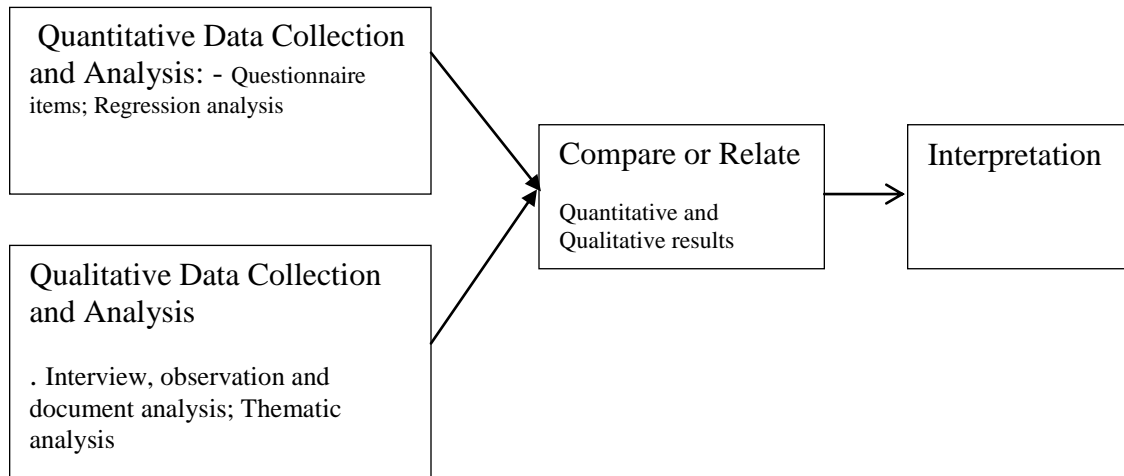 Quantitative Data Collection
and Analysis: - Questionnaire
items; Regression analysis
Qualitative Data Collection
and Analysis
. Interview, observation and
document analysis; Thematic
analysis
Compare or Relate
Quantitative and
Qualitative results
Interpretation